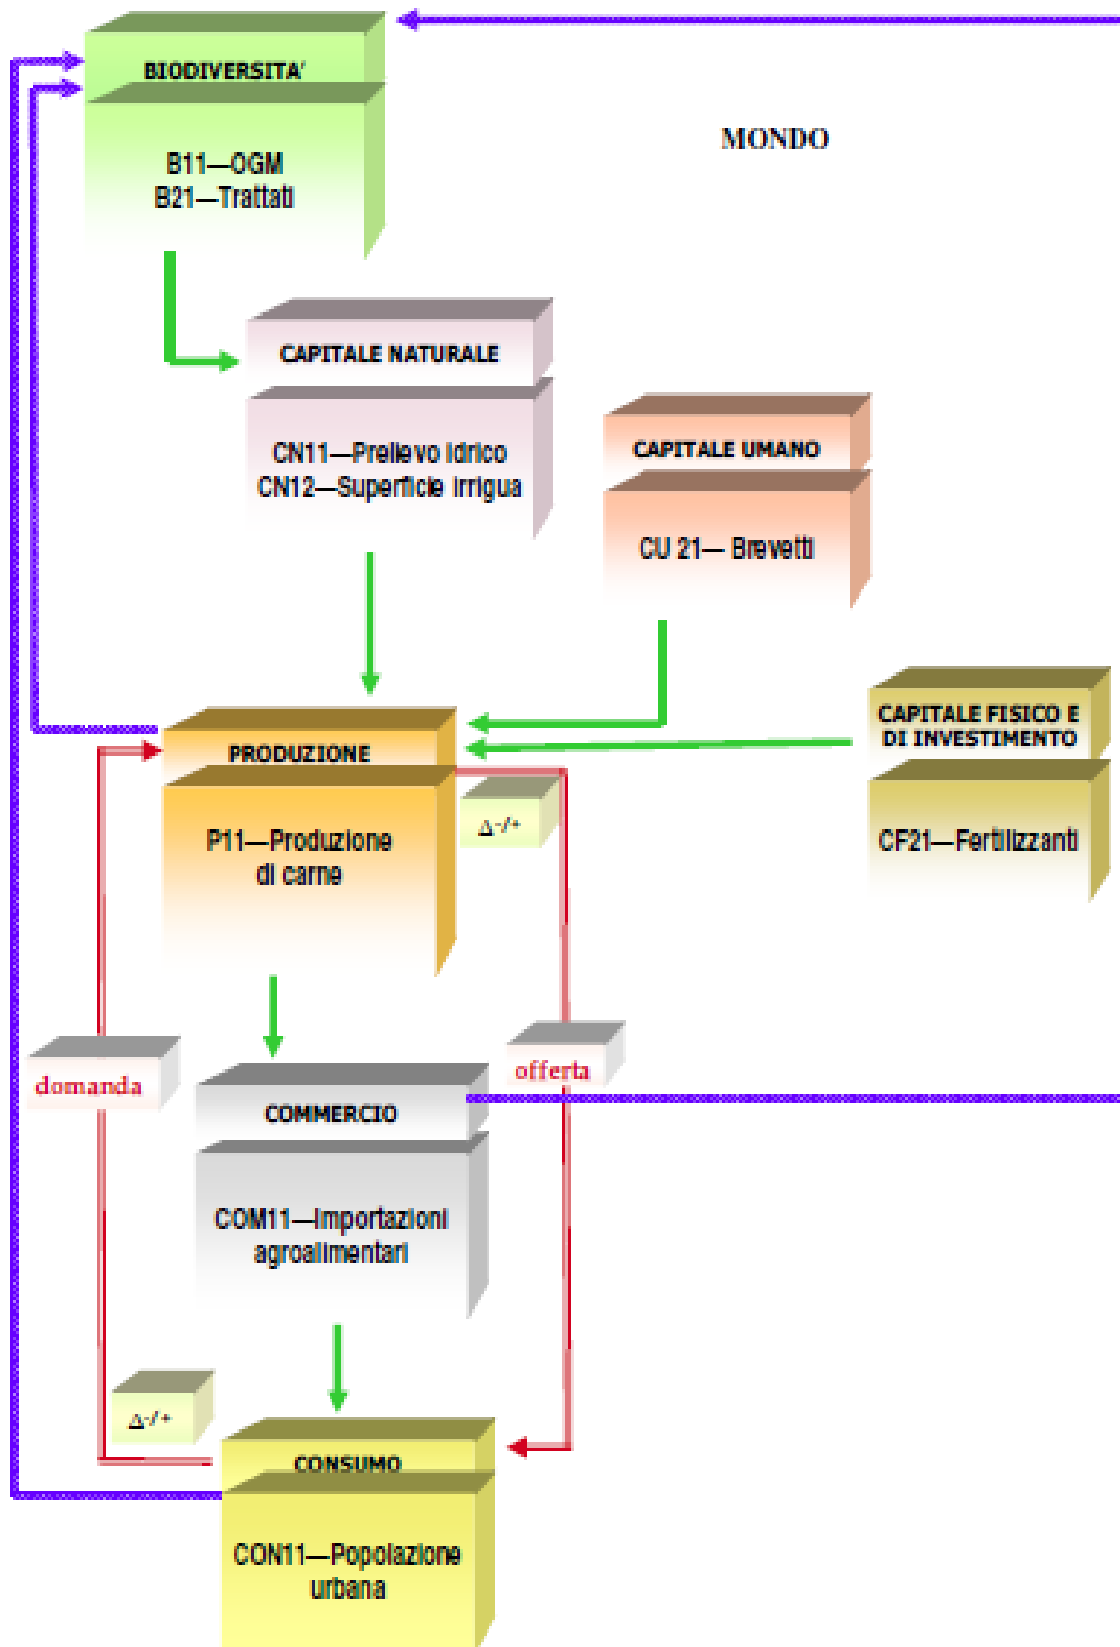 BIODIVERSITA'
MONDO
B11—OGM
B21—Trattati
CAPITALE NATURALE
CN11—Prelievo idrico
CN12—Superficie irrigua
CAPITALE UMANO
CU 21— Brevetti
CAPITALE FISICO E
DI INVESTIMENTO
CF21—Fertilizzanti
PRODUZIONE
Δ-/+
P11—Produzione
di carne
domanda
offerta
COMMERCIO
COM11—Importazioni
agroalimentari
Δ-/+
CONSUMO
CON11—Popolazione
urbana